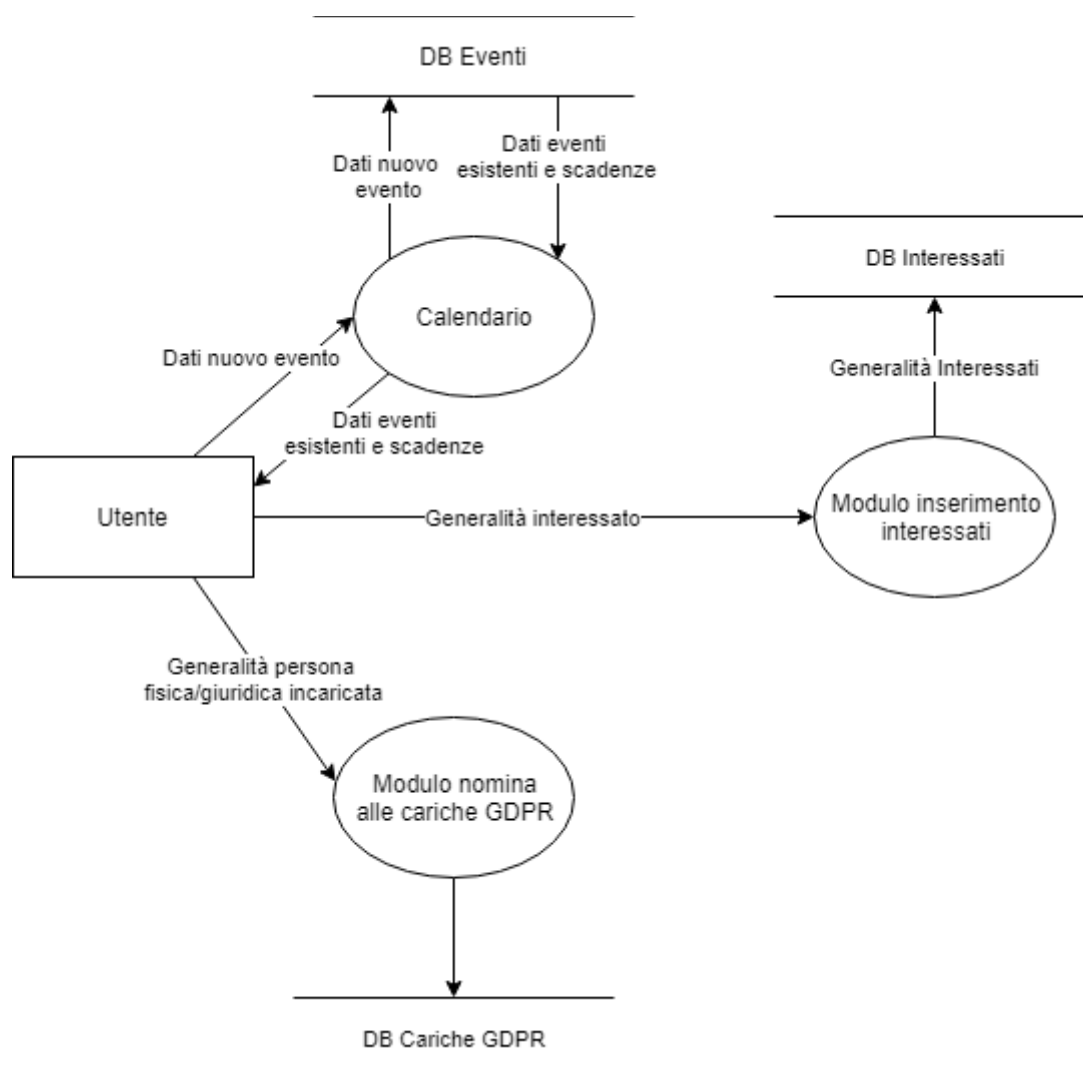 DB Eventi
Dati nuovo
evento
Dati eventi
esistenti e scadenze
DB Interessati
Calendario
Dati nuovo evento
Generalità Interessati
Dati eventi
esistenti e scadenze
Utente
Generalità interessato
Modulo inserimento
interessati
Generalità persona
fisica/giuridica incaricata
Modulo nomina
alle cariche GDPR
DB Cariche GDPR